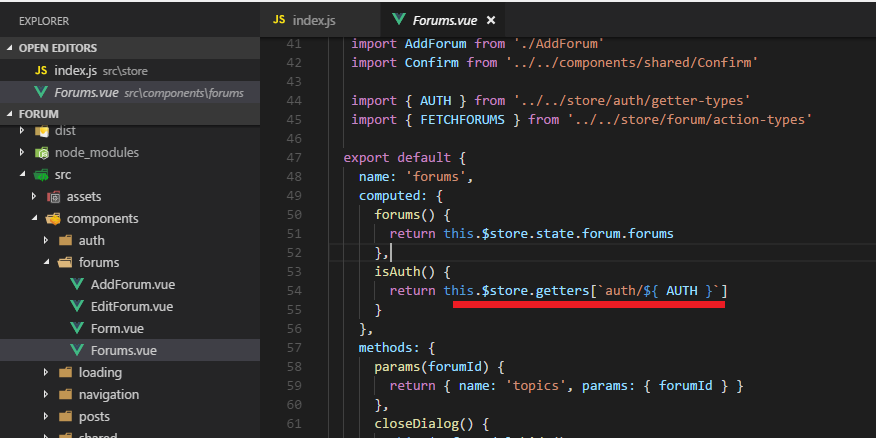 EXPLORER
OPEN EDITORS
JS index.js src\store
Forums.vue src\components\forums
FORUM
dist
node_modules
src
assets
components
auth
forums
AddForum.vue
EditForum.vue
Form.vue
Forums.vue
loading
navigation
posts
shared
JS index.js
Forums.vue ×
41 import AddForum from './AddForum'
42 import Confirm from '../../components/shared/Confirm'
43
44 import { AUTH } from '../../store/auth/getter-types'
45 import { FETCHFORUMS } from '../../store/forum/action-types'
46
47 export default {
48 name: 'forums',
49 computed: {
50 forums() {
51 return this.$store.state.forum.forums
52 },
53 isAuth() {
54 return this.$store.getters[`auth/${ AUTH }`]
55 }
56 },
57 methods: {
58 params(forumId) {
59 return { name: 'topics', params: { forumId } }
60 },
61 closeDialog() {